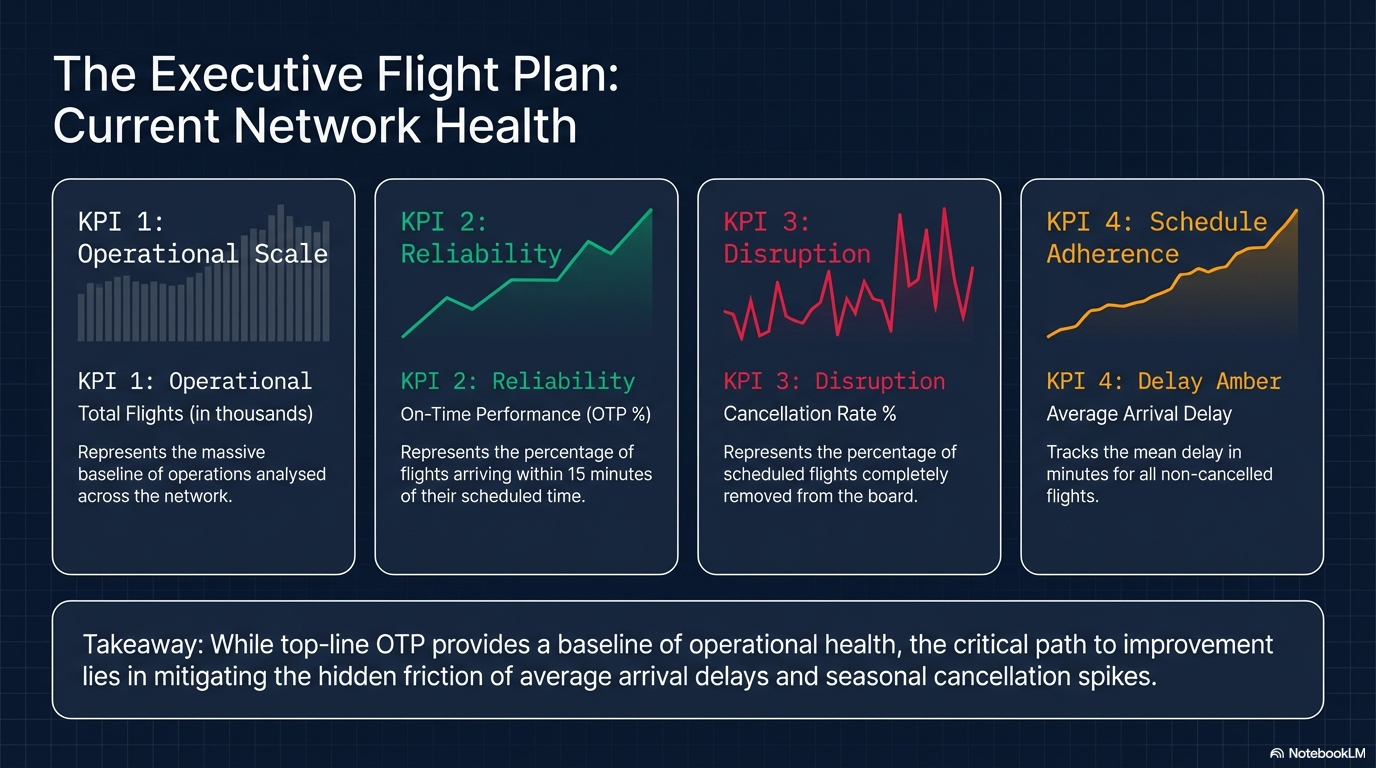 The Executive Flight Plan:
Current Network Health
KPI 1:
Operational Scale
KPI 1: Operational
Total Flights (in thousands)
Represents the massive
baseline of operations analysed
across the network.
KPI 2:
Reliability
KPI 2: Reliability
On-Time Performance (OTP %)
Represents the percentage of
flights arriving within 15 minutes
of their scheduled time.
KPI 3:
Disruption
KPI 3: Disruption
Cancellation Rate %
Represents the percentage of
scheduled flights completely
removed from the board.
KPI 4: Schedule
Adherence
KPI 4: Delay Amber
Average Arrival Delay
Tracks the mean delay in
minutes for all non-cancelled
flights.
Takeaway: While top-line OTP provides a baseline of operational health, the critical path to improvement
lies in mitigating the hidden friction of average arrival delays and seasonal cancellation spikes.
NotebookLM